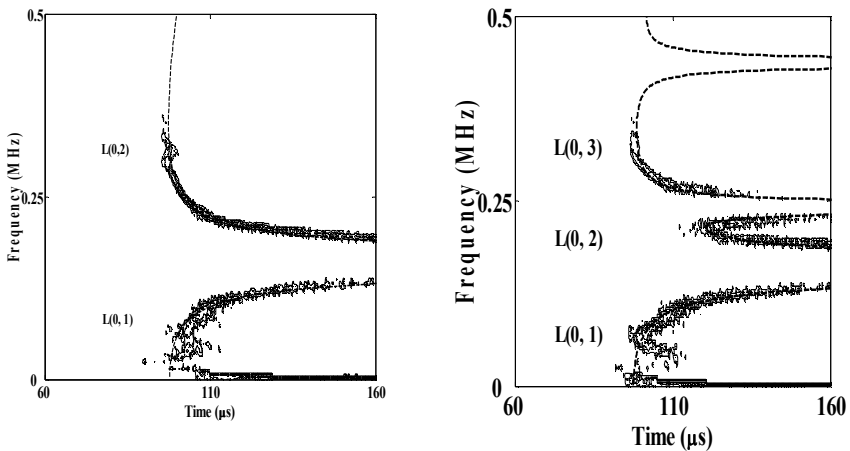 0.5
0.25
0
60
110
160
Frequency (MHz)
Time (µs)
L(0,2)
L(0,1)
0.5
0.25
0
60
110
160
Frequency (MHz)
Time (µs)
L(0, 3)
L(0, 2)
L(0, 1)